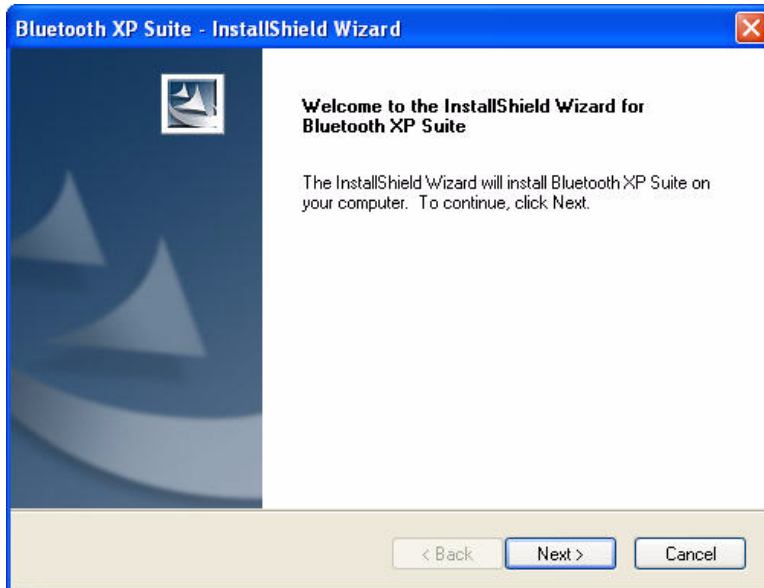 Bluetooth XP Suite - InstallShield Wizard
Welcome to the InstallShield Wizard for
Bluetooth XP Suite
The InstallShield Wizard will install Bluetooth XP Suite on
your computer. To continue, click Next.
< Back Next > Cancel